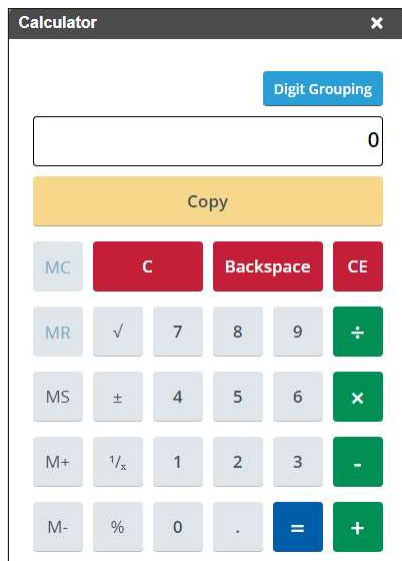 Calculator ×
Digit Grouping
0
Copy
MC C Backspace CE
MR √ 7 8 9 ÷
MS ± 4 5 6 ×
M+ ¹/ₓ 1 2 3 -
M- % 0 . = +